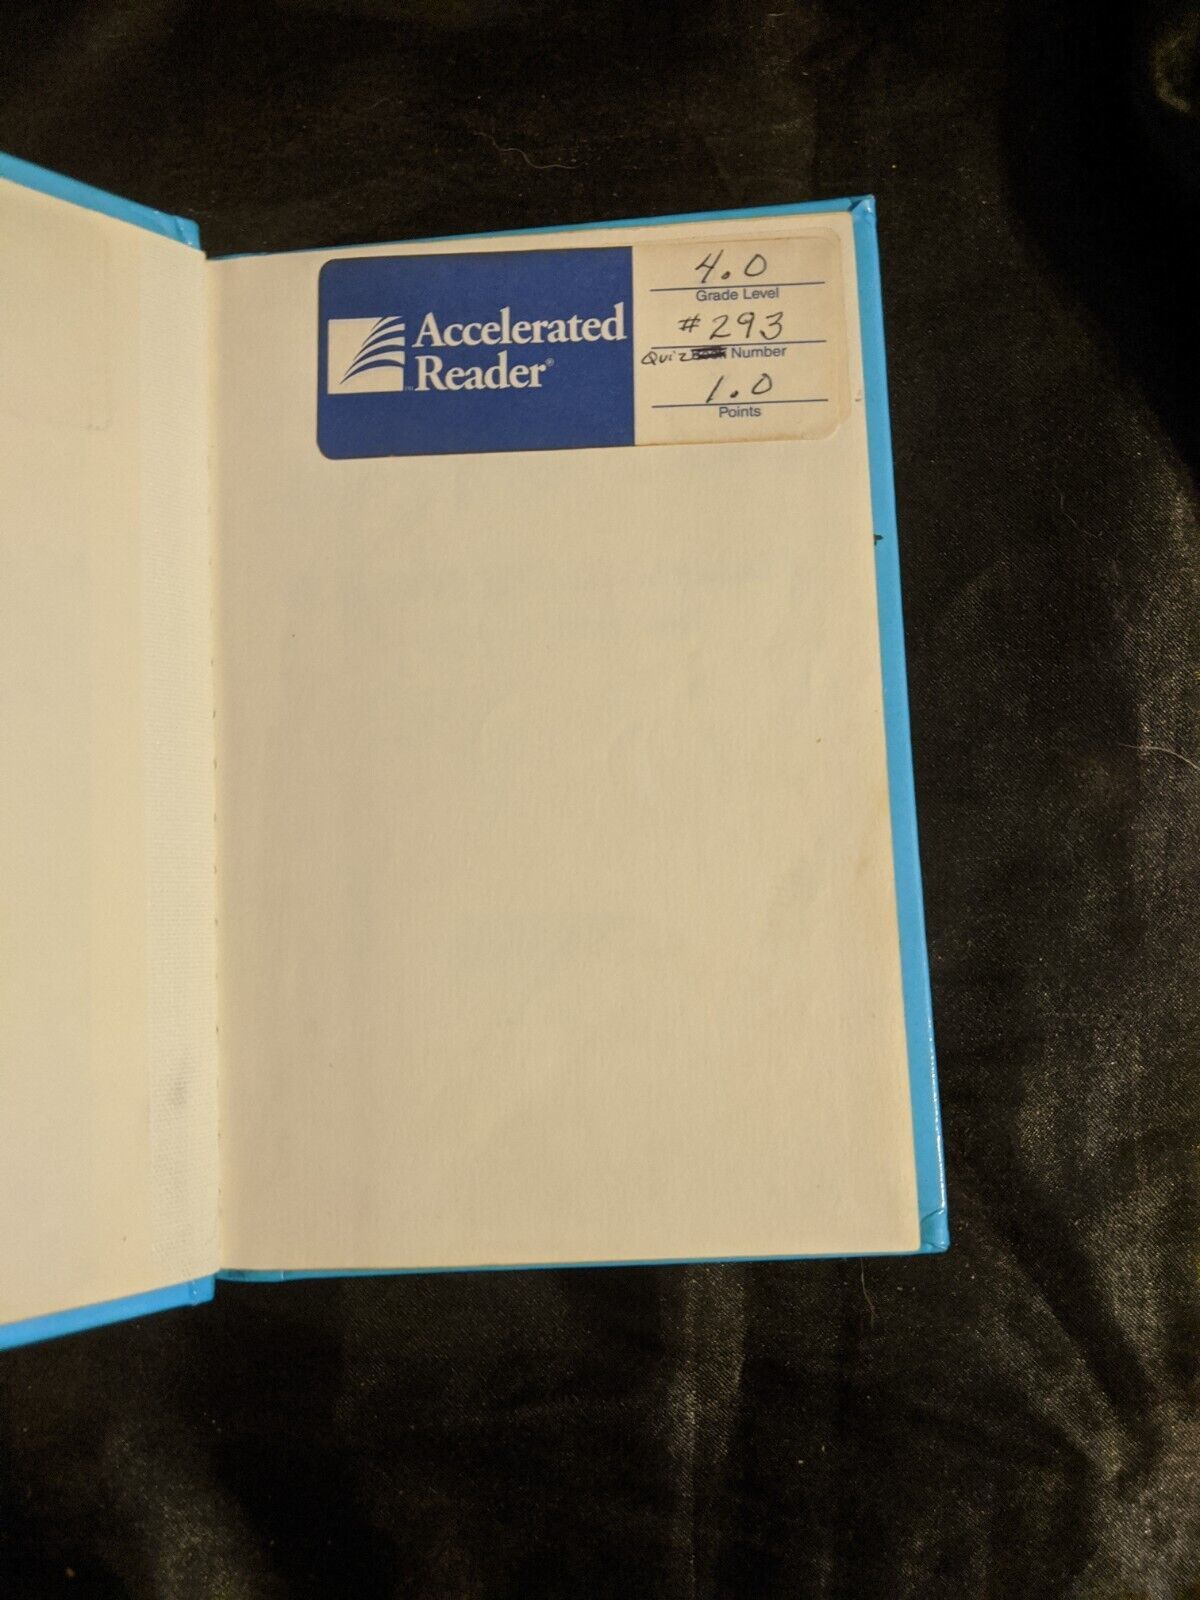 Accelerated
Reader®
4.0
Grade Level
#293
Quiz Number
1.0
Points